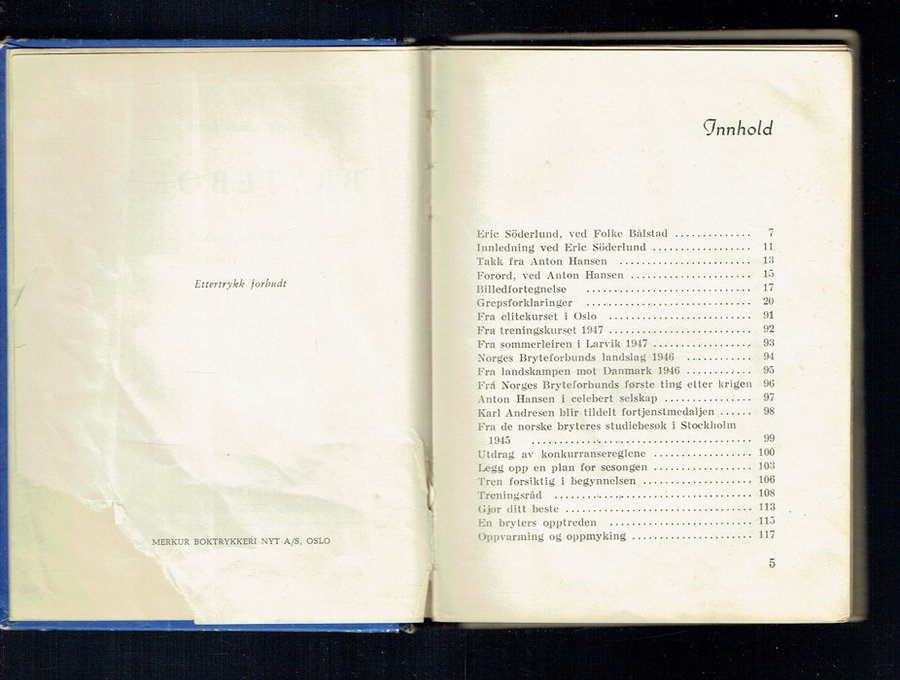 Ettertrykk forbudt
MERKUR BOKTRYKKERI NYT A/S, OSLO
Innhold
Eric Söderlund, ved Folke Bålstad .............. 7
Innledning ved Eric Söderlund .................. 11
Takk fra Anton Hansen ........................ 13
Forord, ved Anton Hansen ...................... 15
Billedfortegnelse .............................. 17
Grepsforklaringer .............................. 20
Fra elitekurset i Oslo .......................... 91
Fra treningskurset 1947 .......................... 92
Fra sommerleiren i Larvik 1947 .................. 93
Norges Bryteforbunds landslag 1946 ............ 94
Fra landskampen mot Danmark 1946 ............ 95
Frå Norges Bryteforbunds første ting etter krigen 96
Anton Hansen i celebert selskap ................ 97
Karl Andresen blir tildelt fortjenstmedaljen ...... 98
Fra de norske bryteres studiebesøk i Stockholm
1945 ........................................ 99
Utdrag av konkurransereglene .................. 100
Legg opp en plan for sesongen .................. 103
Tren forsiktig i begynnelsen .................... 106
Treningsråd .................................... 108
Gjør ditt beste .................................. 113
En bryters opptreden .......................... 115
Oppvarming og oppmyking ...................... 117
5